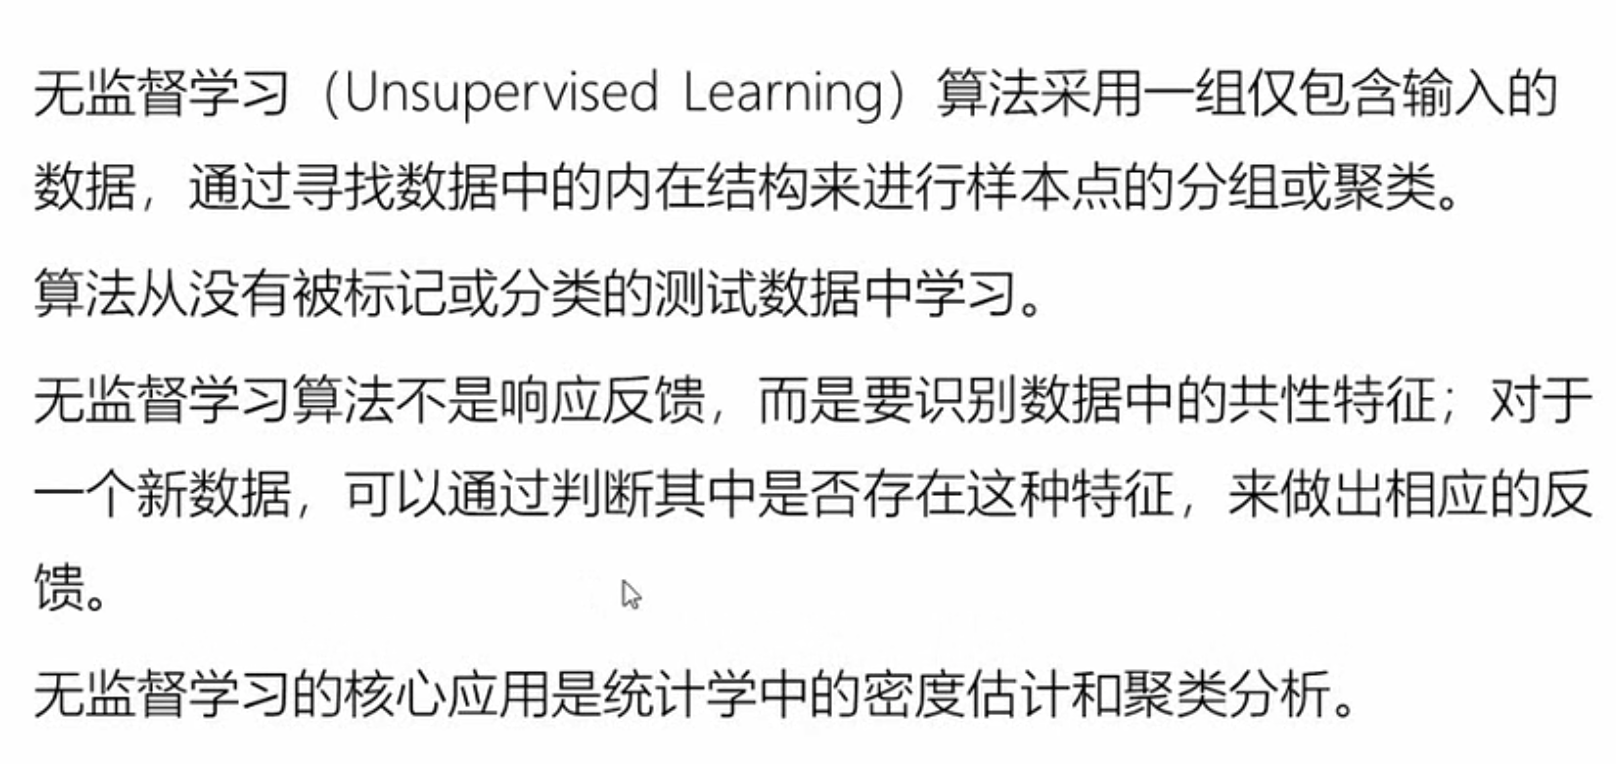 无监督学习（Unsupervised Learning）算法采用一组仅包含输入的
数据，通过寻找数据中的内在结构来进行样本点的分组或聚类。
算法从没有被标记或分类的测试数据中学习。
无监督学习算法不是响应反馈，而是要识别数据中的共性特征；对于
一个新数据，可以通过判断其中是否存在这种特征，来做出相应的反
馈。
无监督学习的核心应用是统计学中的密度估计和聚类分析。